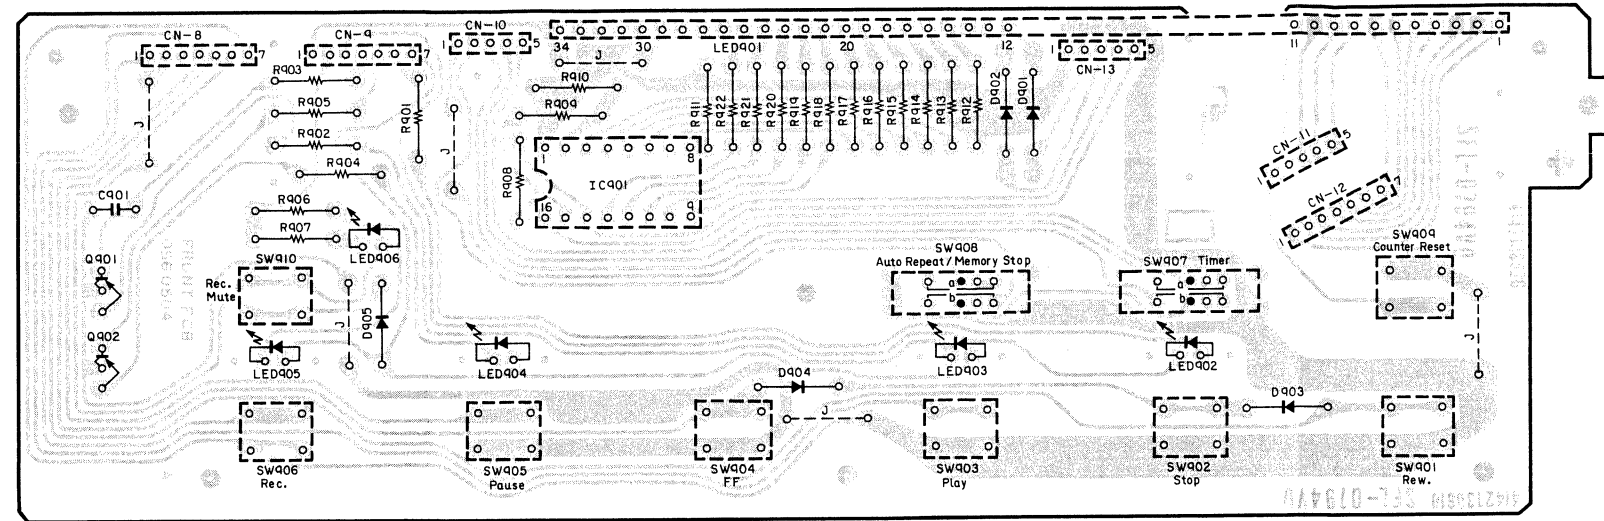 CN-8
1 7
CN-9
1 7
CN-10
1 5
34 30 LED901 20 12
11 1
1 5
CN-13
J
R903
R905
R902
R904
R901
J
J
R910
R909
R908
1 8
IC901
16 9
R911
R922
R921
R920
R919
R918
R917
R916
R915
R914
R913
R912
D902
D901
CN-11
1 5
CN-12
1 7
C901
R906
R907
LED906
Q901
Q902
SW910
Rec.
Mute
LED905
J
D905
LED904
SW908
Auto Repeat/Memory Stop
a
b
LED903
SW907 Timer
a
b
LED902
SW909
Counter Reset
J
D904
J
D903
SW906
Rec.
SW905
Pause
SW904
FF
SW903
Play
SW902
Stop
SW901
Rew.